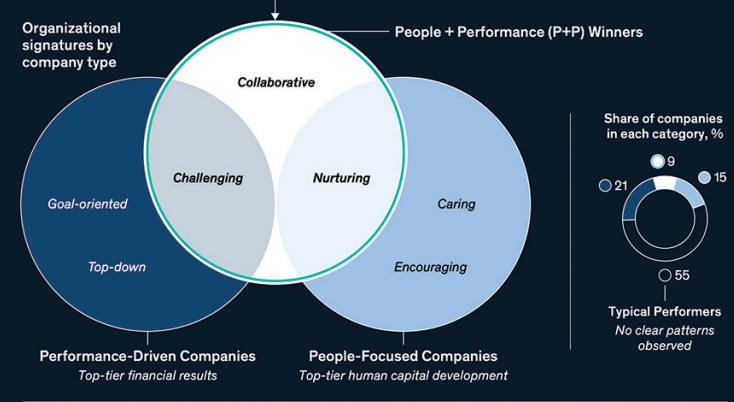 Organizational
signatures by
company type
People + Performance (P+P) Winners
Collaborative
Challenging
Nurturing
Goal-oriented
Top-down
Caring
Encouraging
Performance-Driven Companies
Top-tier financial results
People-Focused Companies
Top-tier human capital development
Share of companies
in each category, %
9
21
15
55
Typical Performers
No clear patterns
observed